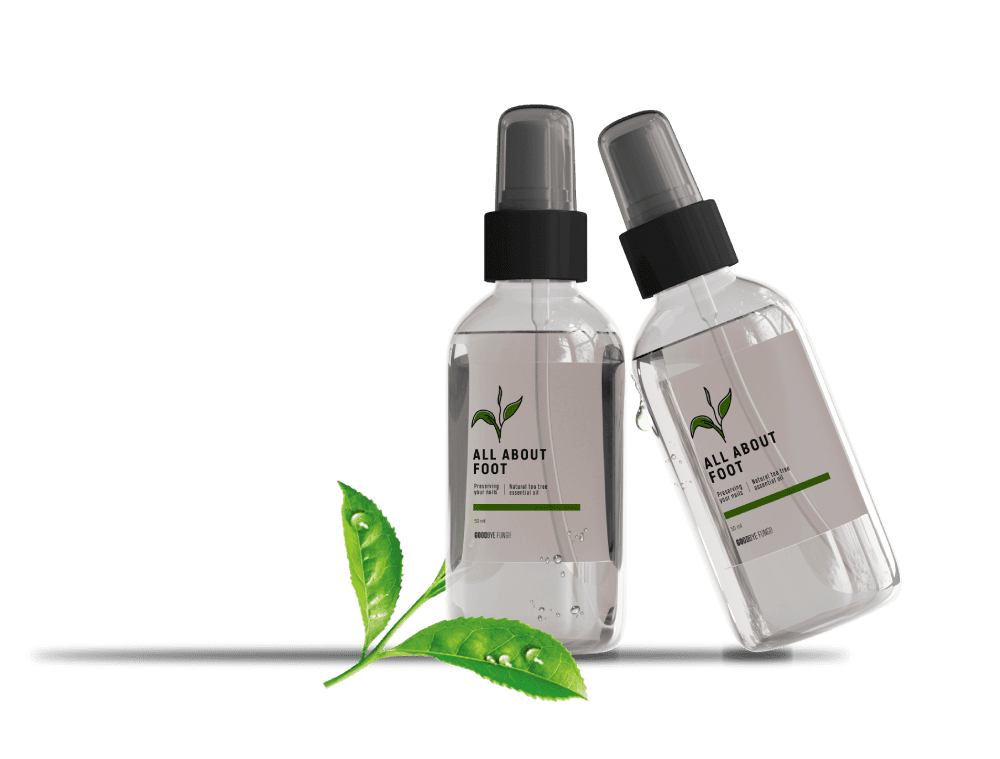 ALL ABOUT
FOOT
Preserving
your nails
Natural tea tree
essential oil
50 ml
GOODBYE FUNGI!
ALL ABOUT
FOOT
Preserving
your nails
Natural tea tree
essential oil
50 ml
GOODBYE FUNGI!